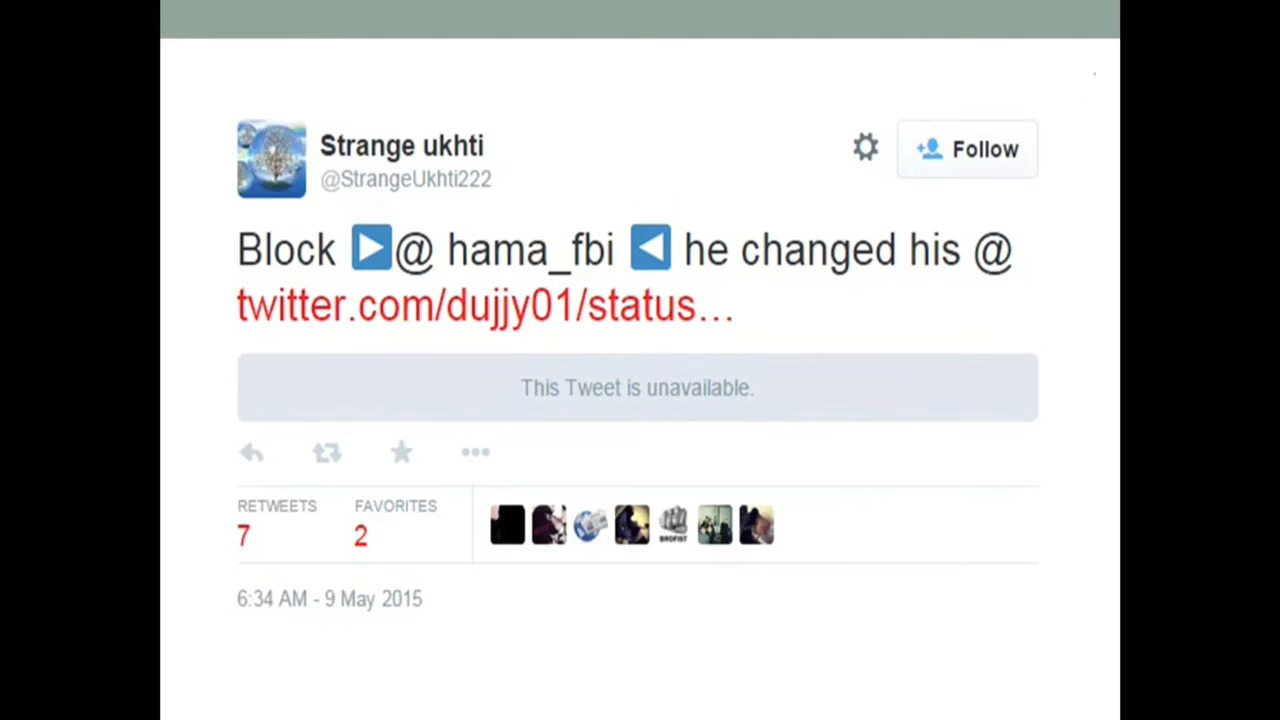 Strange ukhti
@StrangeUkhti222
Follow
Block ▶@ hama_fbi ◀ he changed his @
twitter.com/dujjy01/status...
This Tweet is unavailable.
RETWEETS FAVORITES
7 2
BROFIST
6:34 AM - 9 May 2015